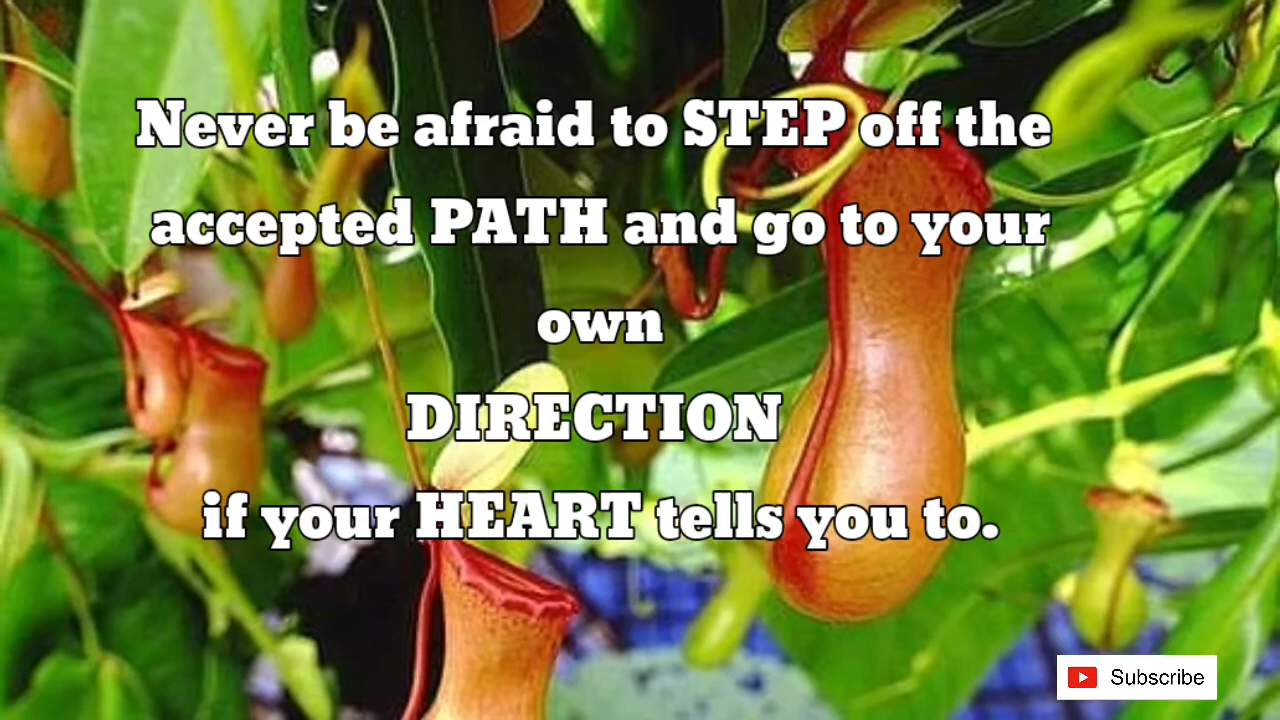 Never be afraid to STEP off the
accepted PATH and go to your
own
DIRECTION
if your HEART tells you to.
Subscribe